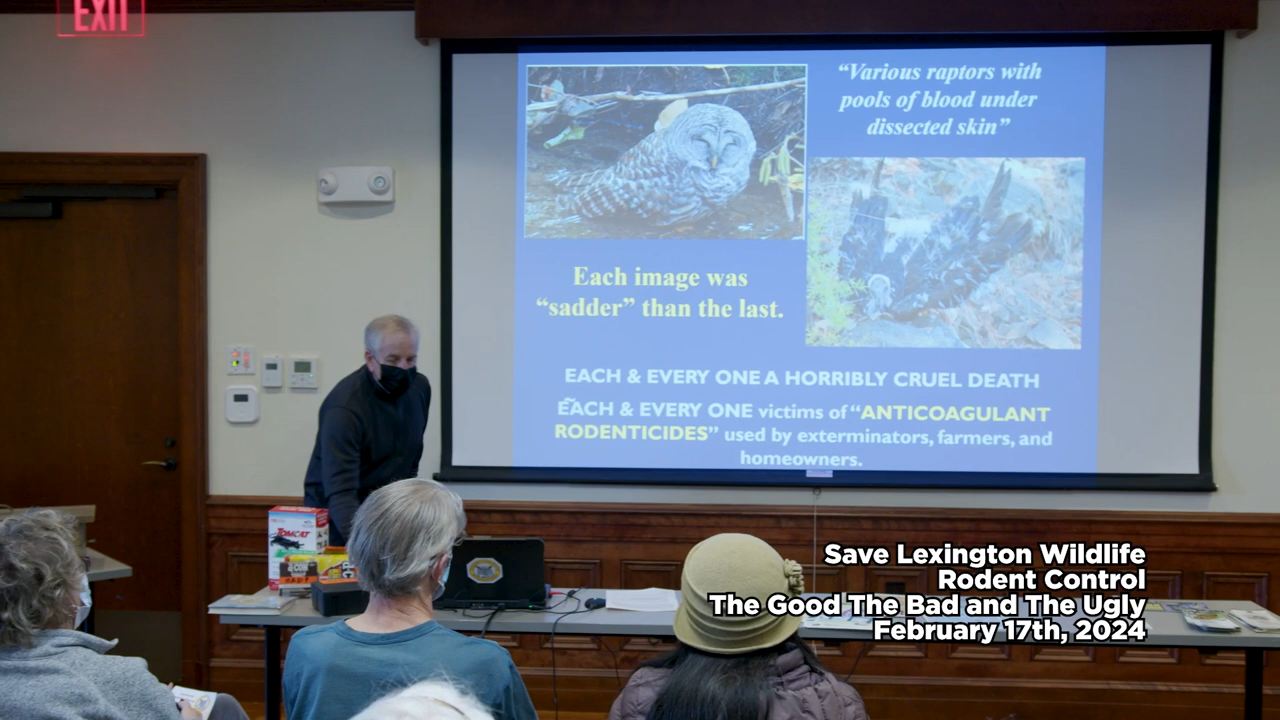 EXIT
“Various raptors with
pools of blood under
dissected skin”
Each image was
“sadder” than the last.
EACH & EVERY ONE A HORRIBLY CRUEL DEATH
EACH & EVERY ONE victims of “ANTICOAGULANT
RODENTICIDES” used by exterminators, farmers, and
homeowners.
TOMCAT
d-CON
Save Lexington Wildlife
Rodent Control
The Good The Bad and The Ugly
February 17th, 2024